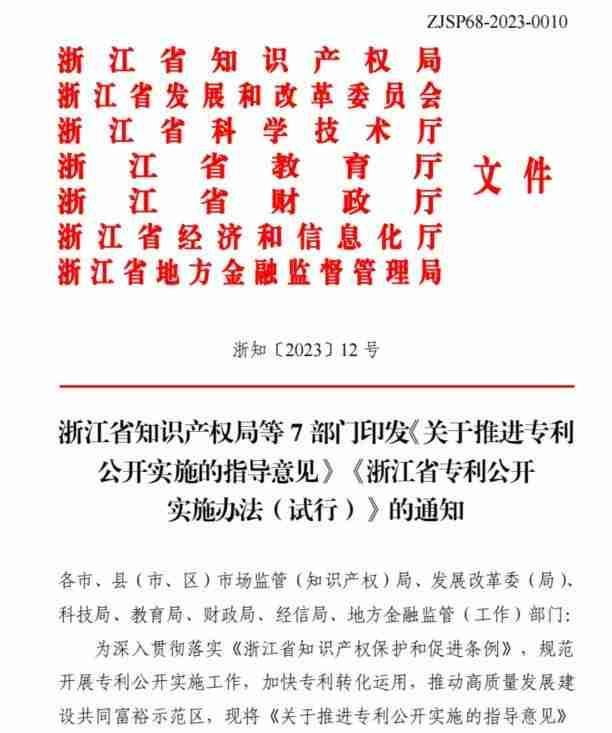 ZJSP68-2023-0010
浙江省知识产权局
浙江省发展和改革委员会
浙江省科学技术厅
浙江省教育厅
浙江省财政厅
浙江省经济和信息化厅
浙江省地方金融监督管理局
文件
浙知〔2023〕12号
浙江省知识产权局等7部门印发《关于推进专利
公开实施的指导意见》《浙江省专利公开
实施办法（试行）》的通知
各市、县（市、区）市场监管（知识产权）局、发展改革委（局）、
科技局、教育局、财政局、经信局、地方金融监管（工作）部门：
为深入贯彻落实《浙江省知识产权保护和促进条例》，规范
开展专利公开实施工作，加快专利转化运用，推动高质量发展建
设共同富裕示范区，现将《关于推进专利公开实施的指导意见》